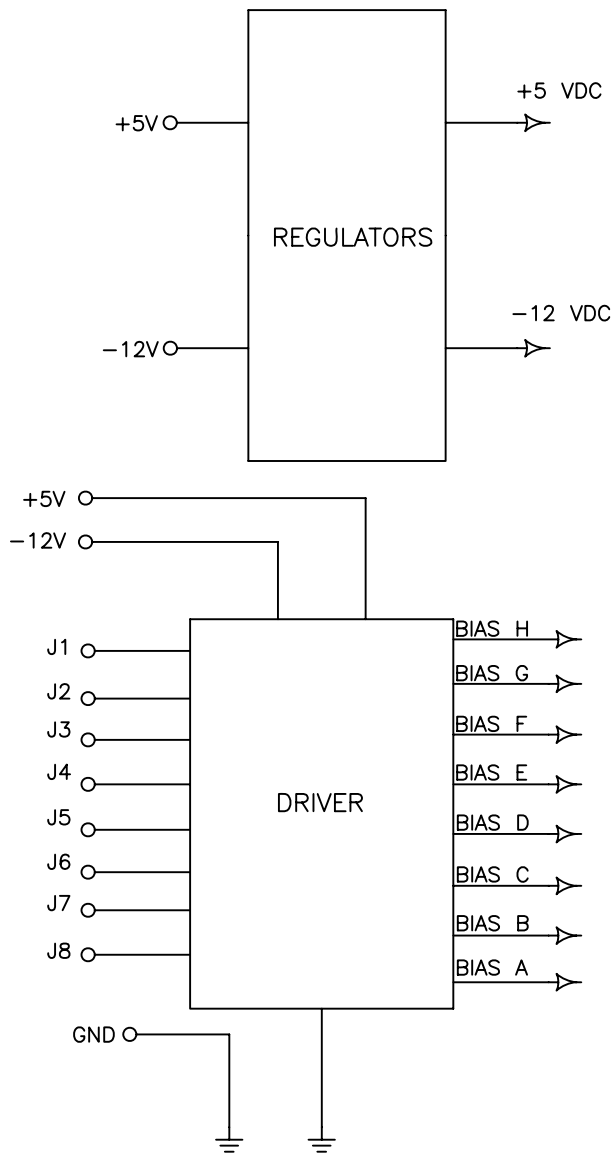 +5 VDC
+5V
REGULATORS
-12 VDC
-12V
+5V
-12V
BIAS H
J1
BIAS G
J2
BIAS F
J3
BIAS E
J4
DRIVER
BIAS D
J5
BIAS C
J6
J7
BIAS B
J8
BIAS A
GND